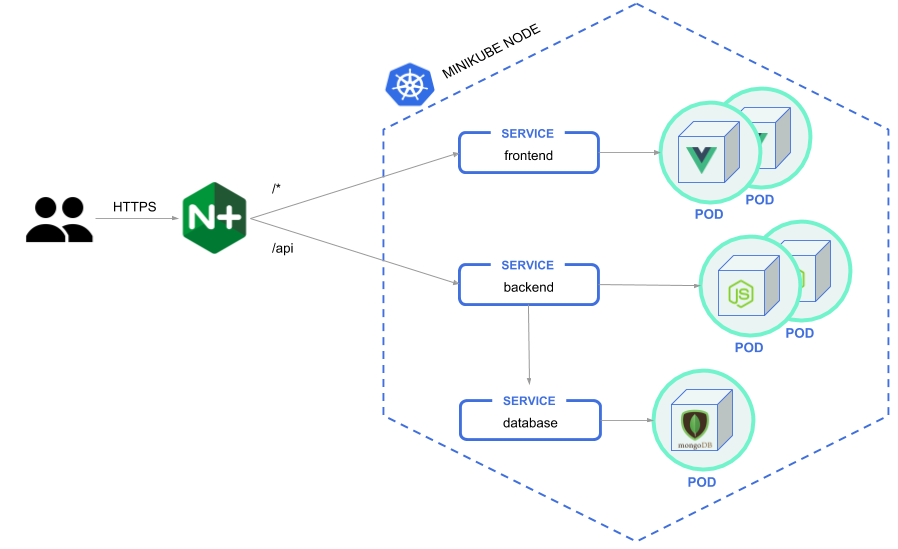 MINIKUBE NODE
SERVICE
frontend
POD
POD
/*
HTTPS
N+
/api
SERVICE
backend
JS
POD
POD
SERVICE
database
mongoDB
POD